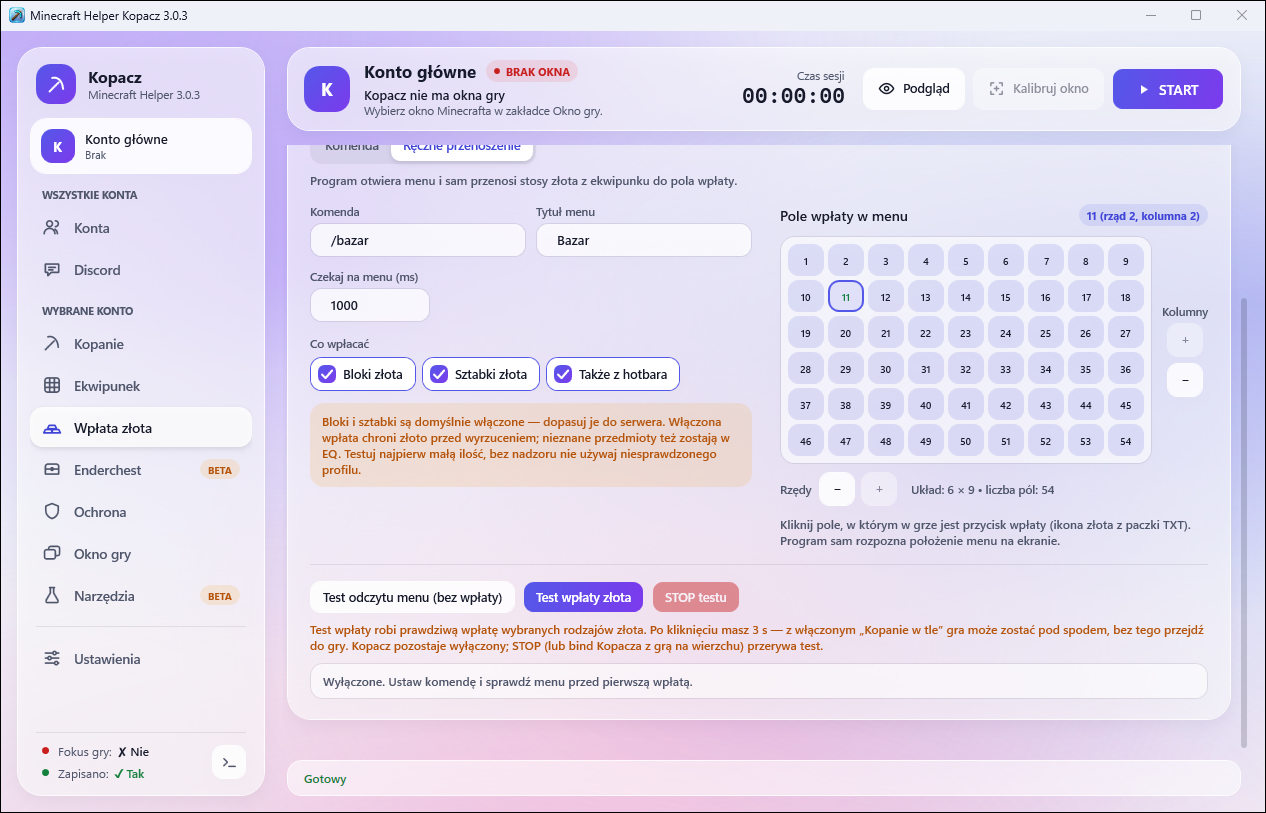 Minecraft Helper Kopacz 3.0.3
Kopacz
Minecraft Helper 3.0.3
K
Konto główne
Brak
WSZYSTKIE KONTA
Konta
Discord
WYBRANE KONTO
Kopanie
Ekwipunek
Wpłata złota
Enderchest
BETA
Ochrona
Okno gry
Narzędzia
BETA
Ustawienia
Fokus gry: ✗ Nie
Zapisano: ✓ Tak
K
Konto główne
BRAK OKNA
Kopacz nie ma okna gry
Wybierz okno Minecrafta w zakładce Okno gry.
Czas sesji
00:00:00
Podgląd
Kalibruj okno
START
Komenda
Ręczne przenoszenie
Program otwiera menu i sam przenosi stosy złota z ekwipunku do pola wpłaty.
Komenda
Tytuł menu
/bazar
Bazar
Czekaj na menu (ms)
1000
Co wpłacać
Bloki złota
Sztabki złota
Także z hotbara
Bloki i sztabki są domyślnie włączone — dopasuj je do serwera. Włączona
wpłata chroni złoto przed wyrzuceniem; nieznane przedmioty też zostają w
EQ. Testuj najpierw małą ilość, bez nadzoru nie używaj niesprawdzonego
profilu.
Pole wpłaty w menu
11 (rząd 2, kolumna 2)
1 2 3 4 5 6 7 8 9
10 11 12 13 14 15 16 17 18
19 20 21 22 23 24 25 26 27
28 29 30 31 32 33 34 35 36
37 38 39 40 41 42 43 44 45
46 47 48 49 50 51 52 53 54
Kolumny
+
−
Rzędy
−
+
Układ: 6 × 9 • liczba pól: 54
Kliknij pole, w którym w grze jest przycisk wpłaty (ikona złota z paczki TXT).
Program sam rozpozna położenie menu na ekranie.
Test odczytu menu (bez wpłaty)
Test wpłaty złota
STOP testu
Test wpłaty robi prawdziwą wpłatę wybranych rodzajów złota. Po kliknięciu masz 3 s — z włączonym „Kopanie w tle” gra może zostać pod spodem, bez tego przejdź
do gry. Kopacz pozostaje wyłączony; STOP (lub bind Kopacza z grą na wierzchu) przerywa test.
Wyłączone. Ustaw komendę i sprawdź menu przed pierwszą wpłatą.
Gotowy